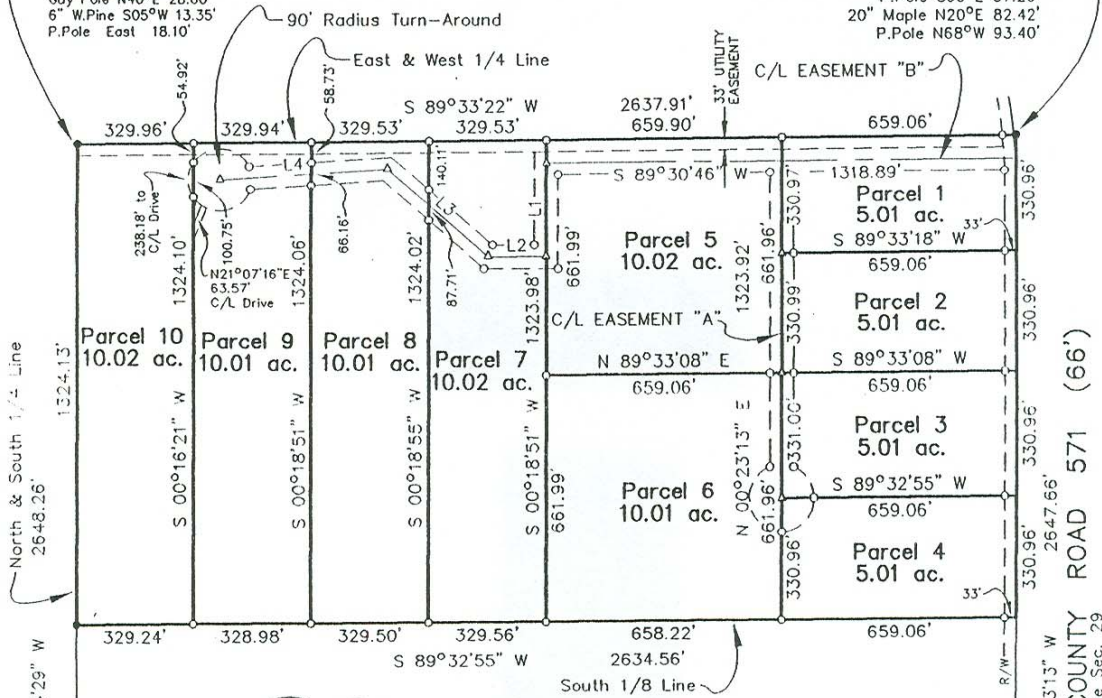 6" W.Pine S05°W 13.35'
P.Pole East 18.10'
90' Radius Turn-Around
20" Maple N20°E 82.42'
P.Pole N68°W 93.40'
East & West 1/4 Line
C/L EASEMENT "B"
33' UTILITY
EASEMENT
54.92'
58.73'
S 89°33'22" W
2637.91'
329.96'
329.94'
329.53'
329.53'
659.90'
659.06'
L4
140.11'
L3
L1
L2
S 89°30'46" W
1318.89'
Parcel 1
5.01 ac.
330.97'
330.96'
33'
238.18' to
C/L Drive
100.75'
66.16'
N21°07'16"E
63.57'
C/L Drive
87.71'
1324.10'
1324.06'
1324.02'
1323.98'
661.99'
Parcel 5
10.02 ac.
1323.92'
661.96'
S 89°33'18" W
659.06'
Parcel 2
5.01 ac.
330.99'
330.96'
C/L EASEMENT "A"
N 89°33'08" E
659.06'
S 89°33'08" W
659.06'
Parcel 10
10.02 ac.
Parcel 9
10.01 ac.
Parcel 8
10.01 ac.
Parcel 7
10.02 ac.
1324.13'
North & South 1/4 Line
2648.26'
S 00°16'21" W
S 00°18'51" W
S 00°18'55" W
S 00°18'51" W
661.99'
Parcel 6
10.01 ac.
N 00°23'13" E
661.96'
331.00'
Parcel 3
5.01 ac.
330.96'
S 89°32'55" W
659.06'
Parcel 4
5.01 ac.
330.96'
330.96'
33'
2647.66'
COUNTY ROAD 571 (66')
Sec. 29
R/W
329.24'
328.98'
329.50'
329.56'
658.22'
659.06'
S 89°32'55" W
2634.56'
South 1/8 Line
'29" W
3'13" W